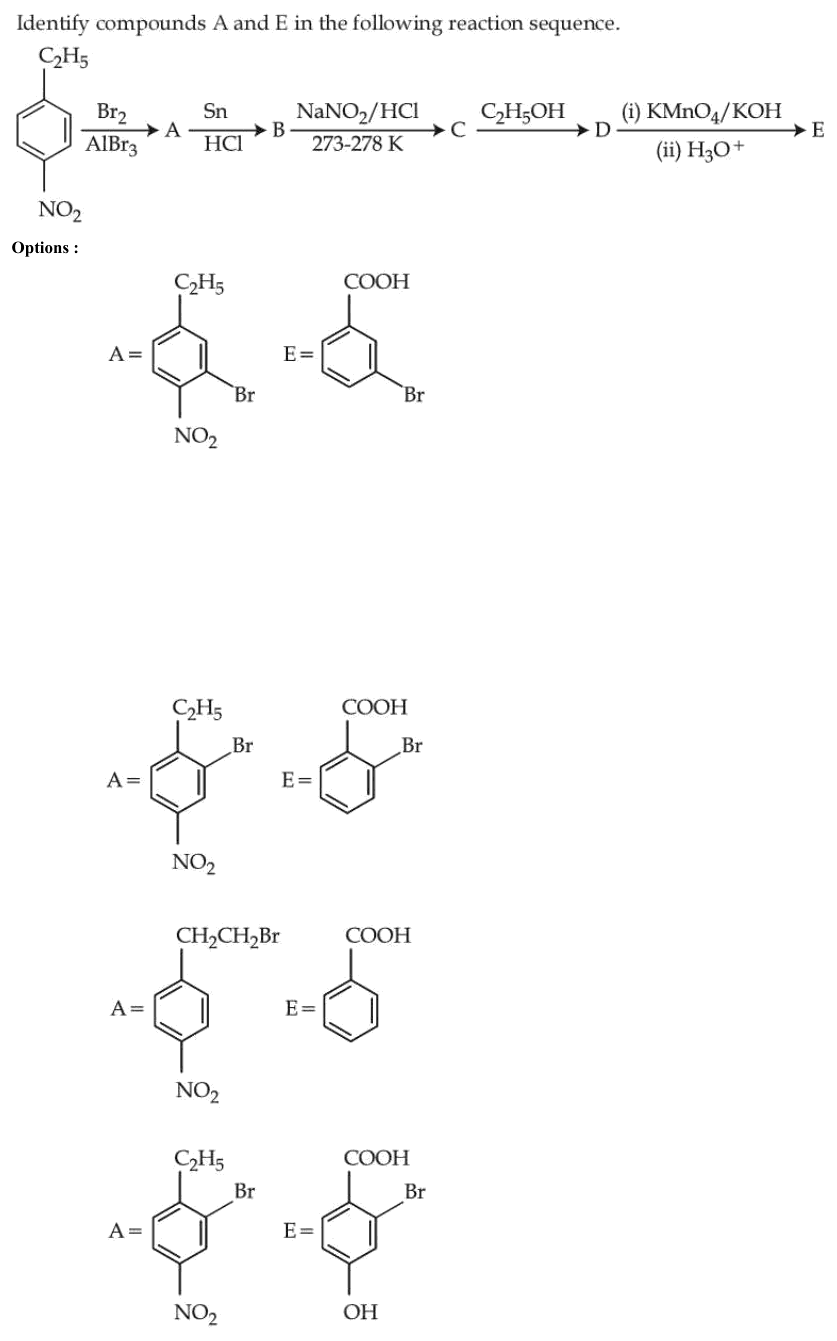 Identify compounds A and E in the following reaction sequence.
C₂H₅
Br₂ Sn NaNO₂/HCl C₂H₅OH (i) KMnO₄/KOH
A B C D E
AlBr₃ HCl 273-278 K (ii) H₃O⁺
NO₂
Options :
C₂H₅ COOH
A= E=
Br Br
NO₂
C₂H₅ COOH
Br Br
A= E=
NO₂
CH₂CH₂Br COOH
A= E=
NO₂
C₂H₅ COOH
Br Br
A= E=
NO₂ OH